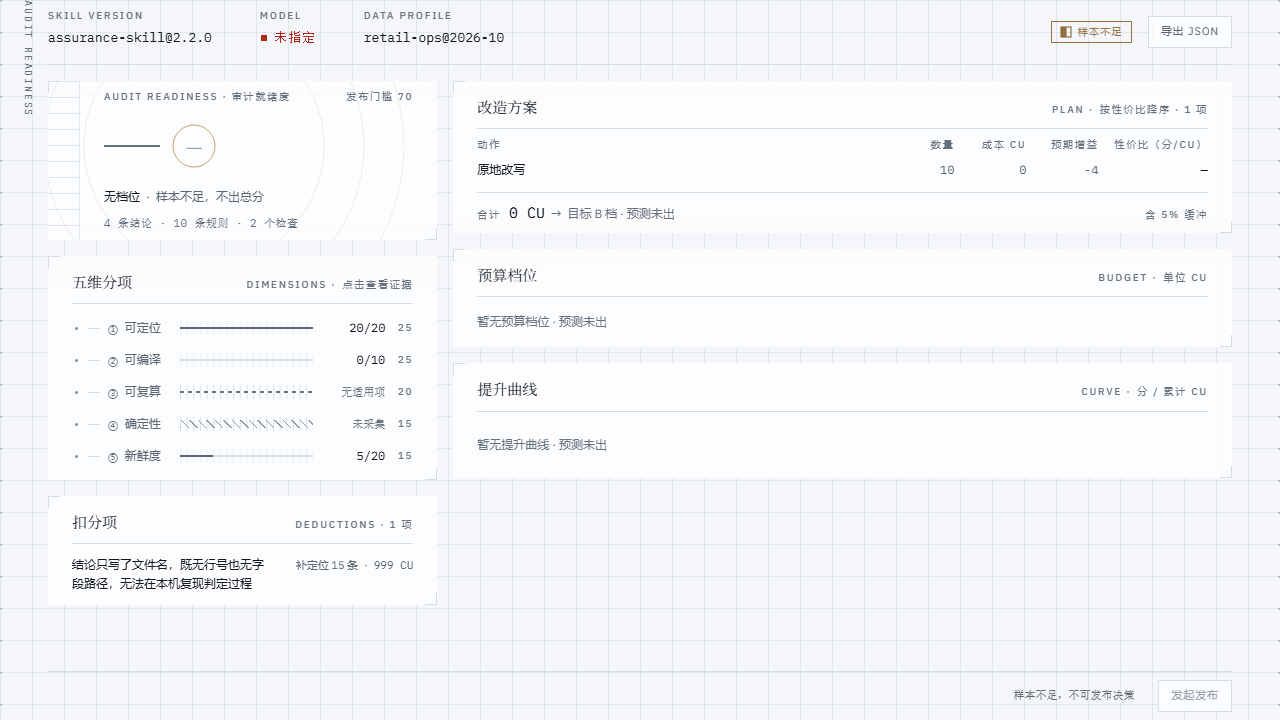 AUDIT READINESS
SKILL VERSION
assurance-skill@2.2.0
MODEL
未指定
DATA PROFILE
retail-ops@2026-10
样本不足
导出 JSON
AUDIT READINESS · 审计就绪度
发布门槛 70
—
无档位 · 样本不足, 不出总分
4 条结论 · 10 条规则 · 2 个检查
五维分项
DIMENSIONS · 点击查看证据
① 可定位 20/20 25
② 可编译 0/10 25
③ 可复算 无适用项 20
④ 确定性 未采集 15
⑤ 新鲜度 5/20 15
扣分项
DEDUCTIONS · 1 项
结论只写了文件名, 既无行号也无字
段路径, 无法在本机复现判定过程
补定位15条 · 999 CU
改造方案
PLAN · 按性价比降序 · 1 项
动作 数量 成本 CU 预期增益 性价比 (分/CU)
原地改写 10 0 -4 —
合计 0 CU → 目标 B 档 · 预测未出
含 5% 缓冲
预算档位
BUDGET · 单位 CU
暂无预算档位 · 预测未出
提升曲线
CURVE · 分 / 累计 CU
暂无提升曲线 · 预测未出
样本不足, 不可发布决策
发起发布